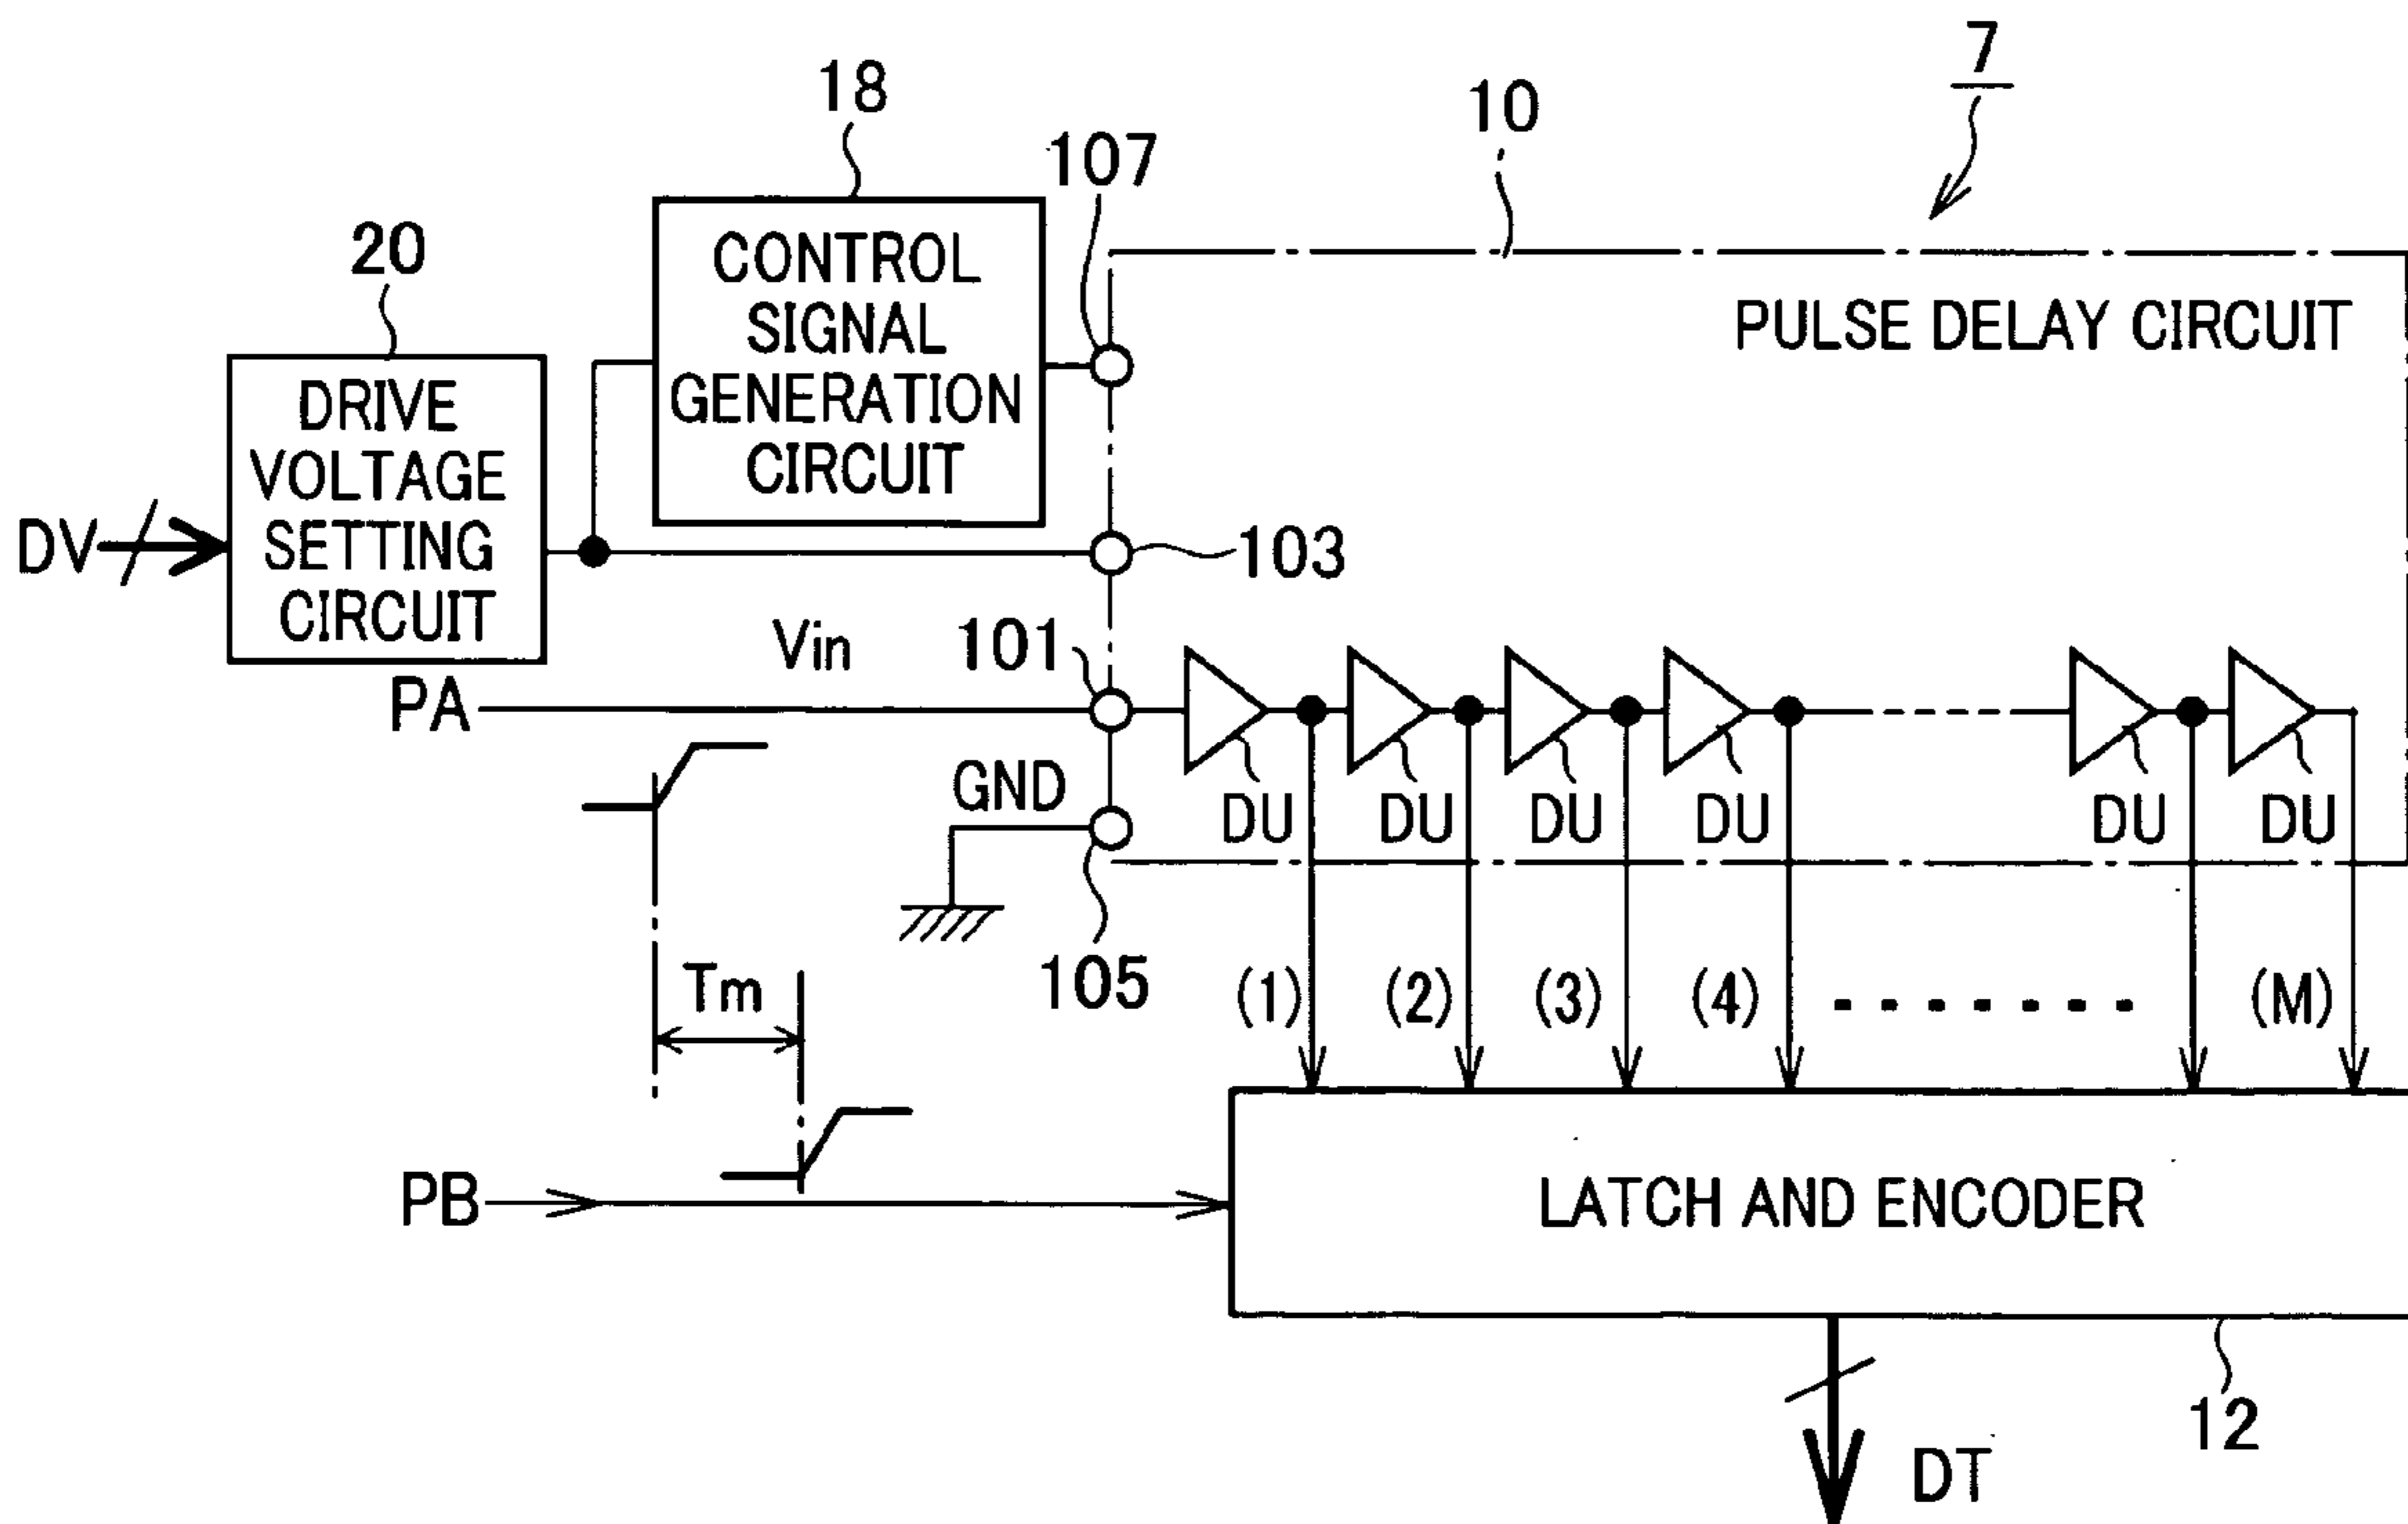 7
18
10
107
20
CONTROL
SIGNAL
GENERATION
CIRCUIT
PULSE DELAY CIRCUIT
DRIVE
VOLTAGE
SETTING
CIRCUIT
DV
103
Vin
101
PA
GND
DU DU DU DU DU DU
105
Tm
(1) (2) (3) (4) ....... (M)
PB
LATCH AND ENCODER
12
DT